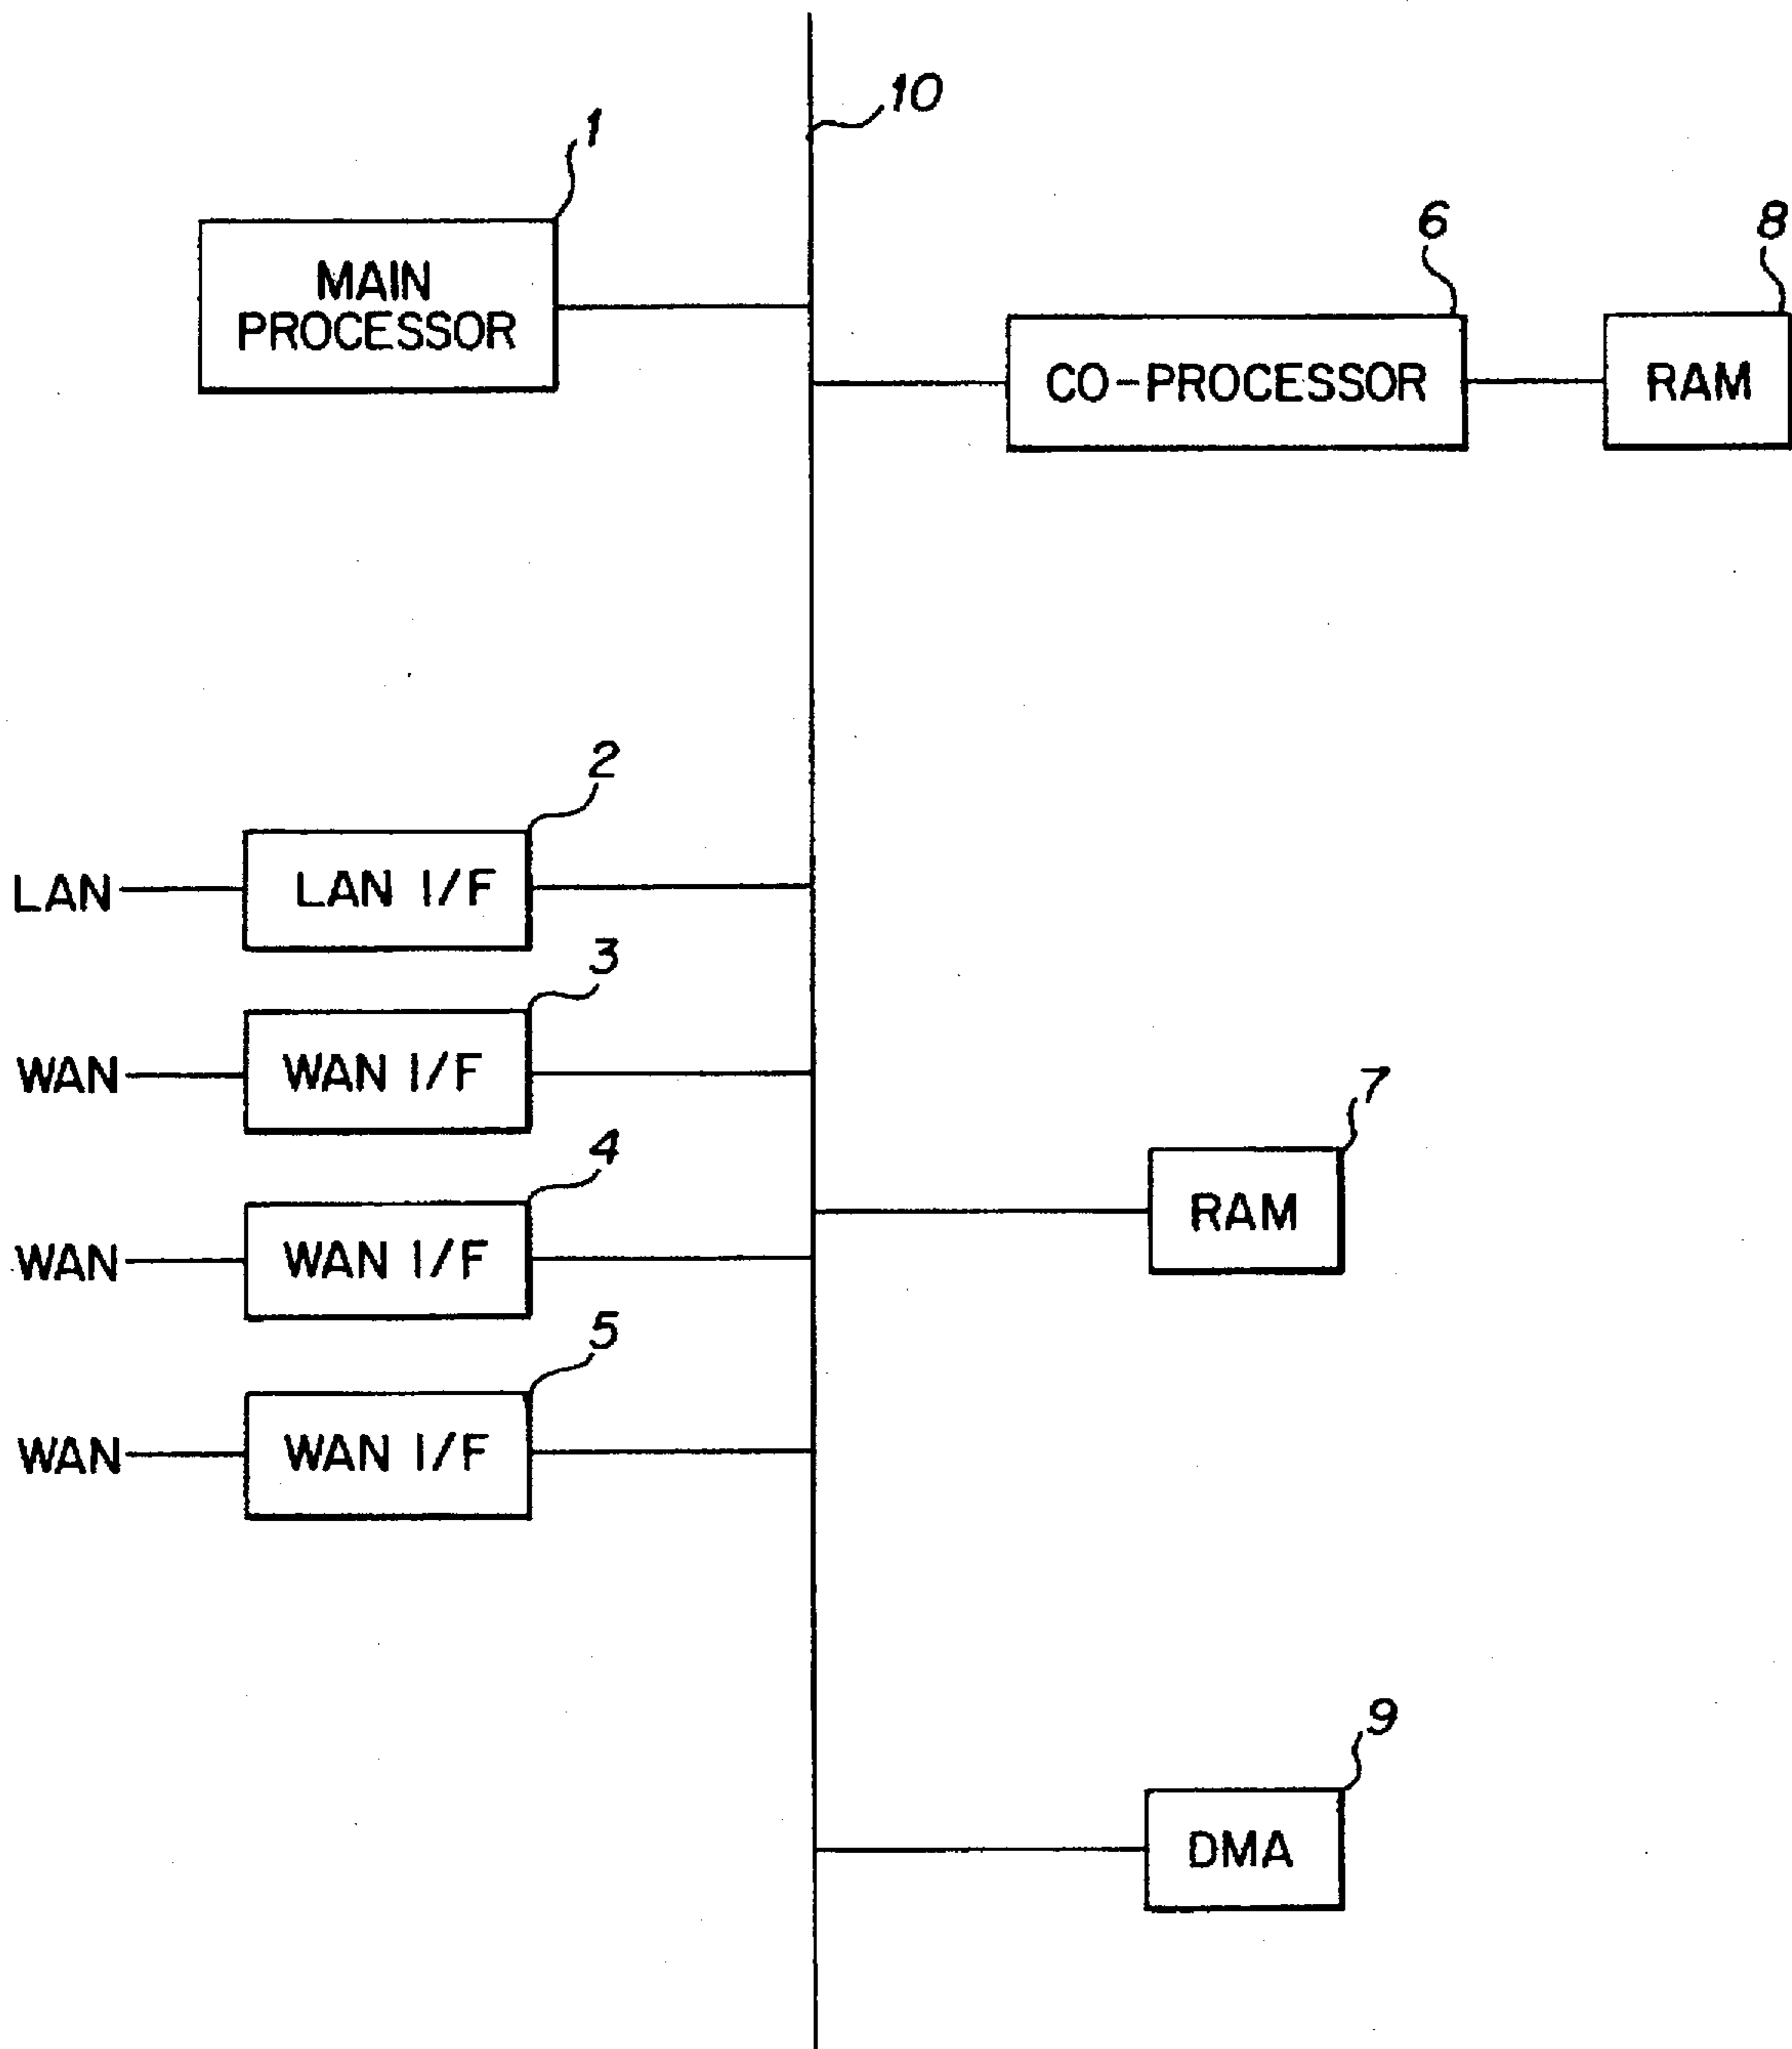 10
1
MAIN
PROCESSOR
6
8
CO-PROCESSOR
RAM
2
LAN
LAN I/F
3
WAN
WAN I/F
7
RAM
4
WAN
WAN I/F
5
WAN
WAN I/F
9
DMA